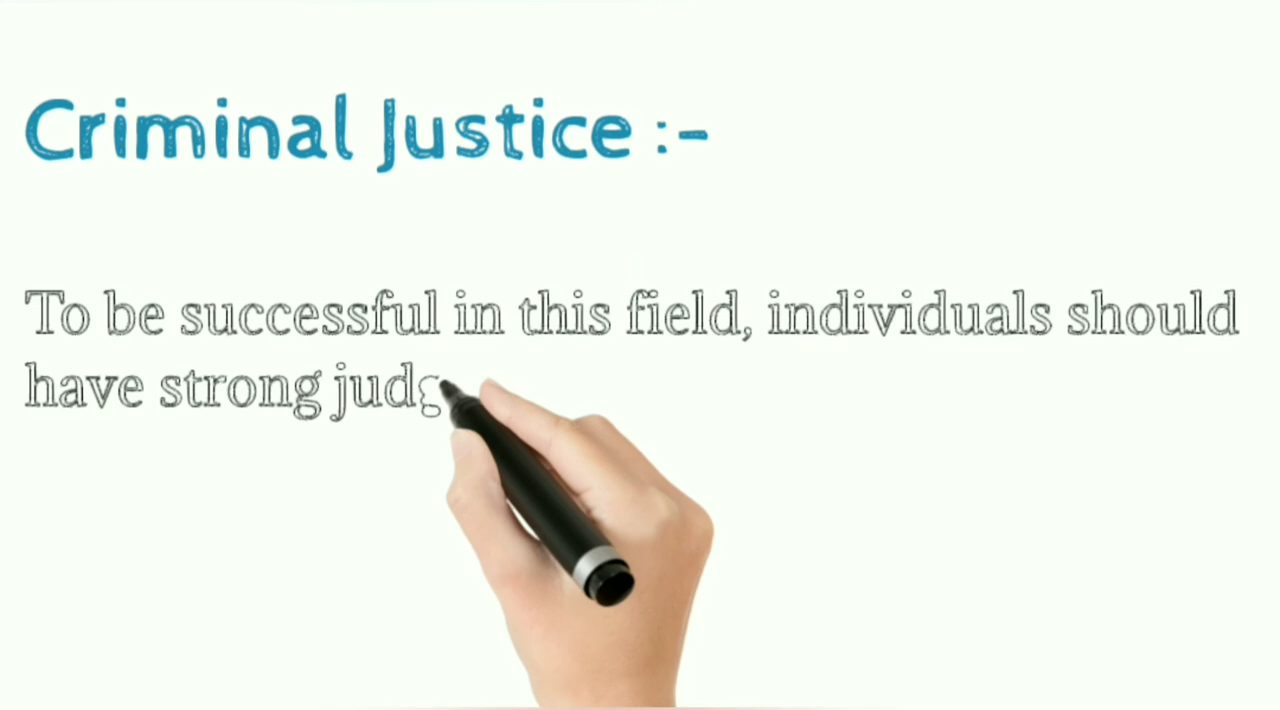 Criminal Justice :-
To be successful in this field, individuals should
have strong judg